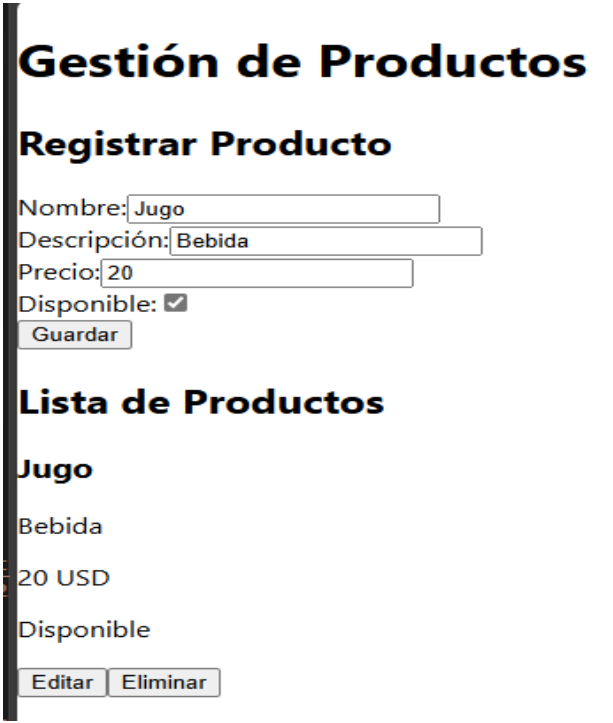 Gestión de Productos
Registrar Producto
Nombre: Jugo
Descripción: Bebida
Precio: 20
Disponible:
Guardar
Lista de Productos
Jugo
Bebida
20 USD
Disponible
Editar Eliminar